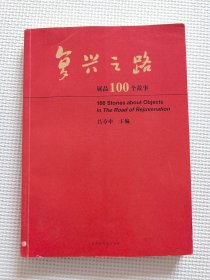 复兴之路
展品100个故事
100 Stories about Objects
in The Road of Rejuvenation
吕章申 主编